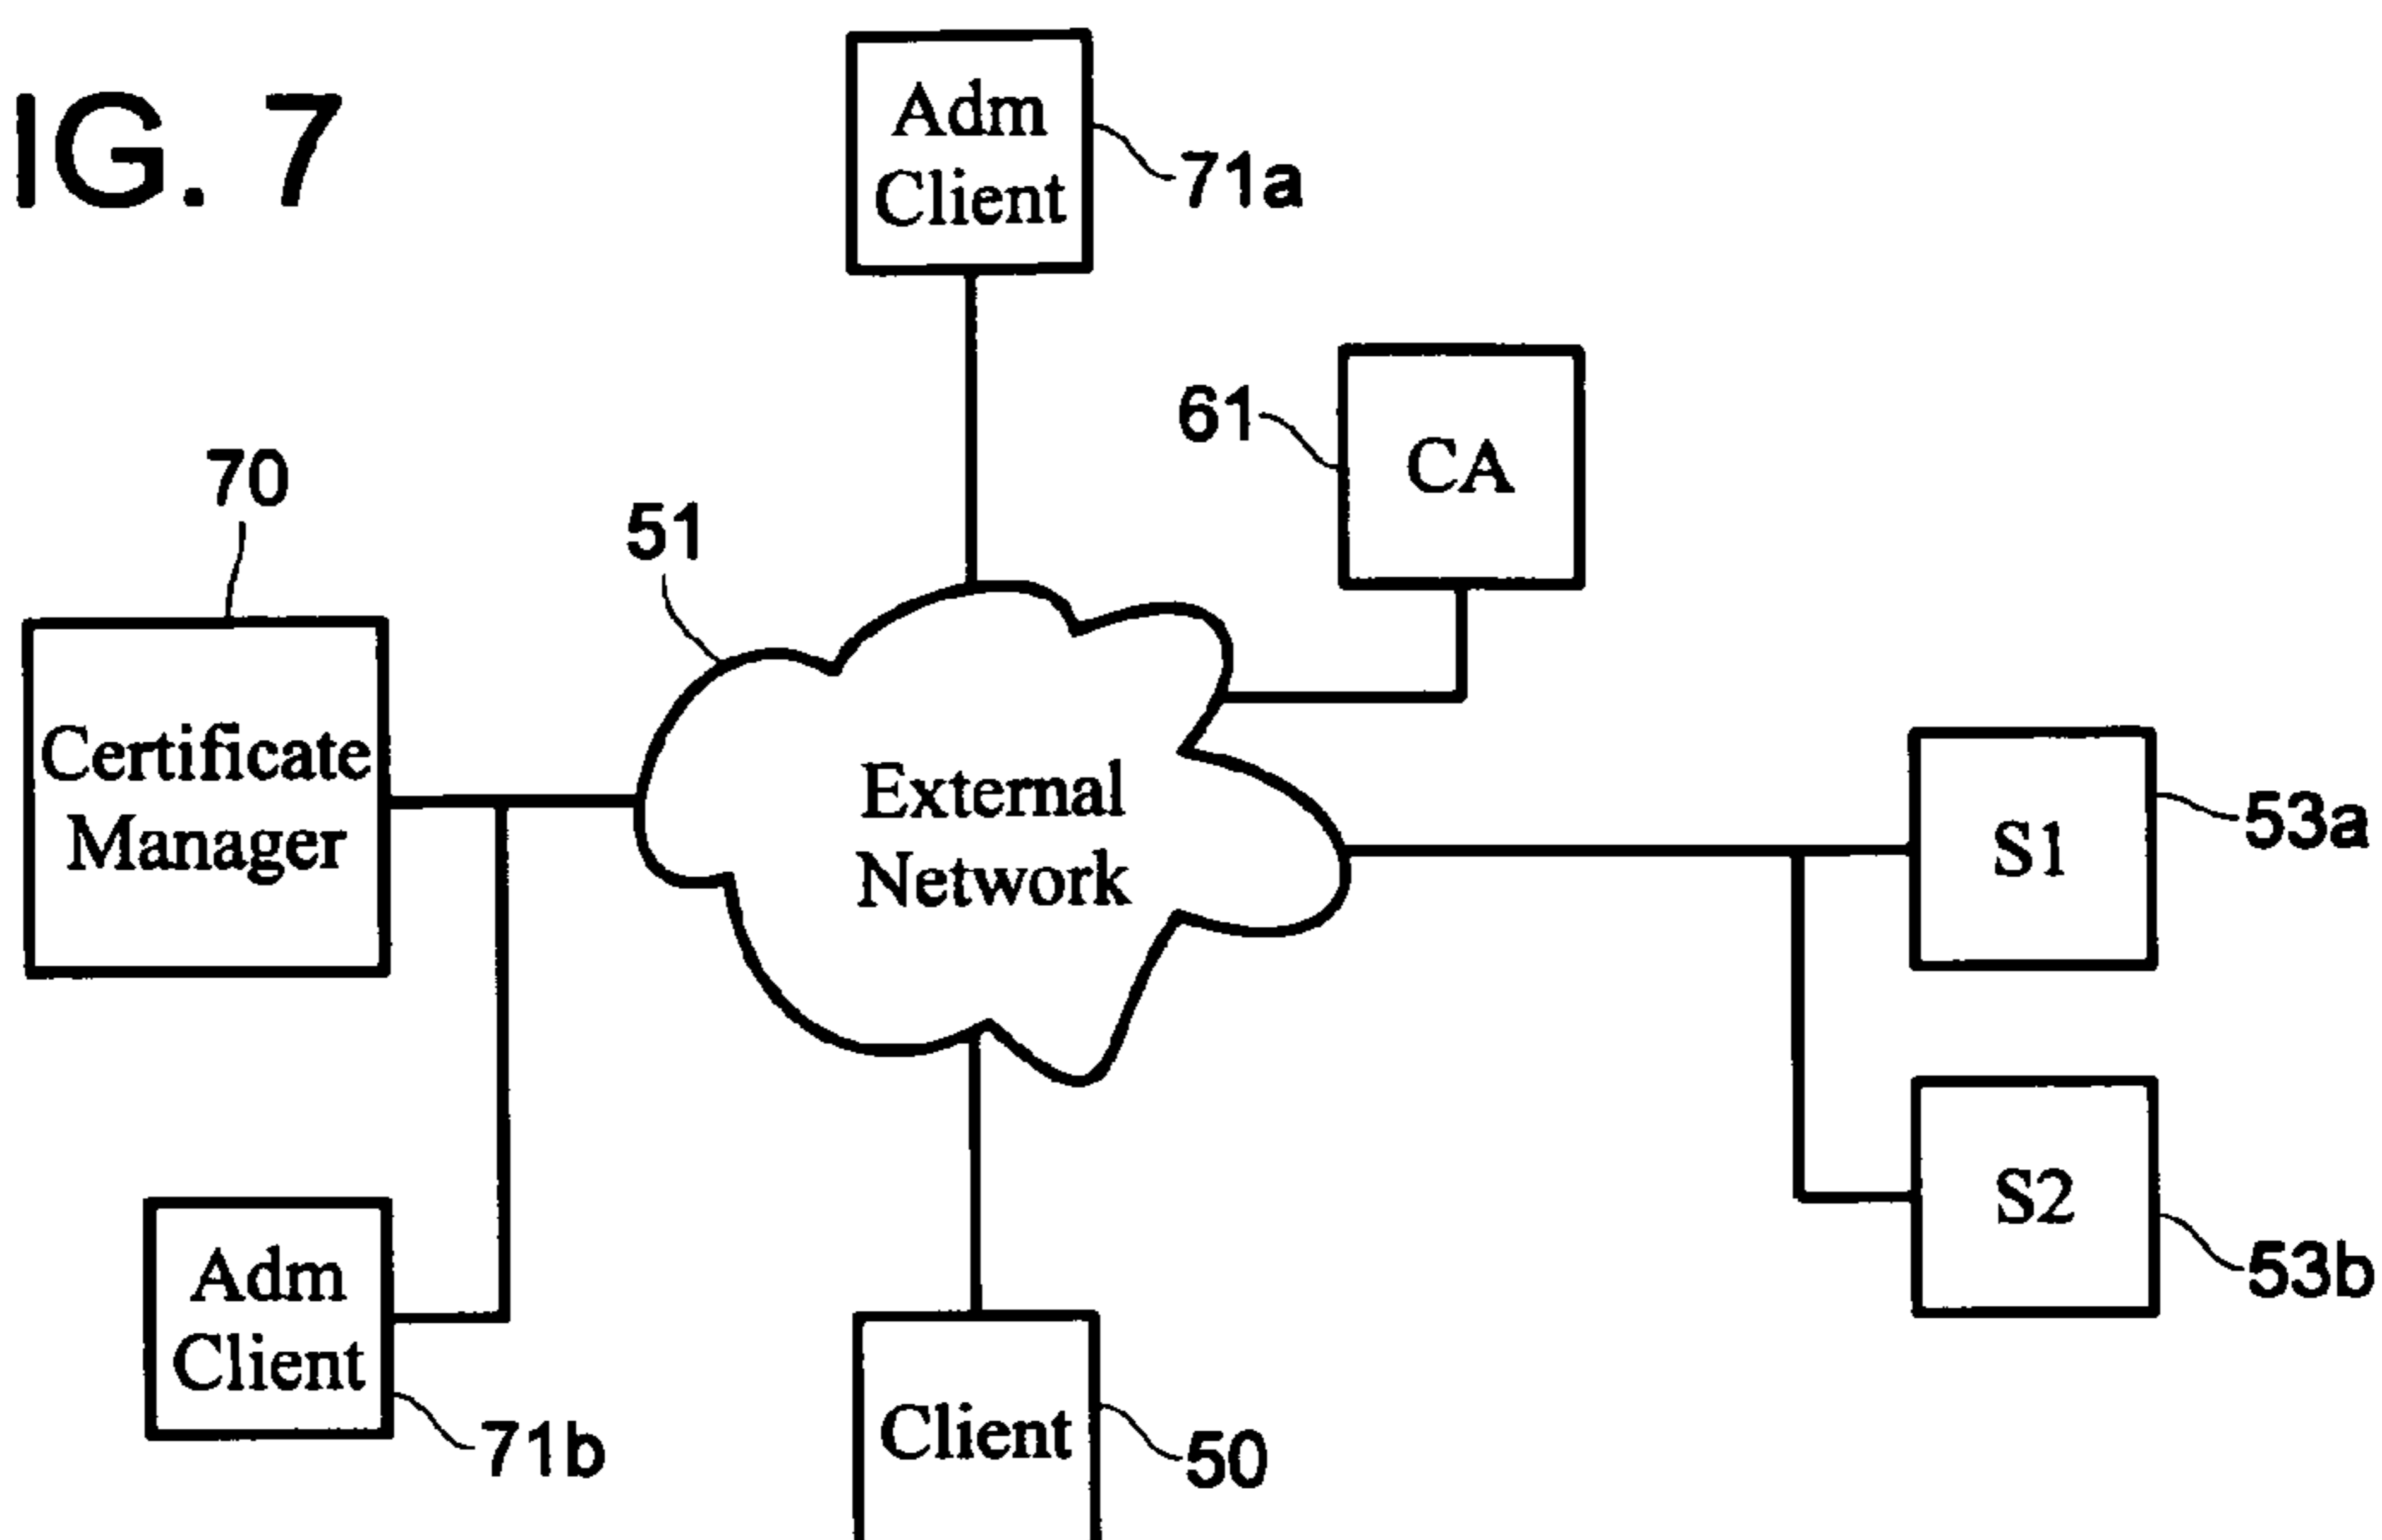 IG. 7
Adm
Client
71a
61
CA
70
51
Certificate
Manager
External
Network
S1
53a
S2
53b
Adm
Client
71b
Client
50